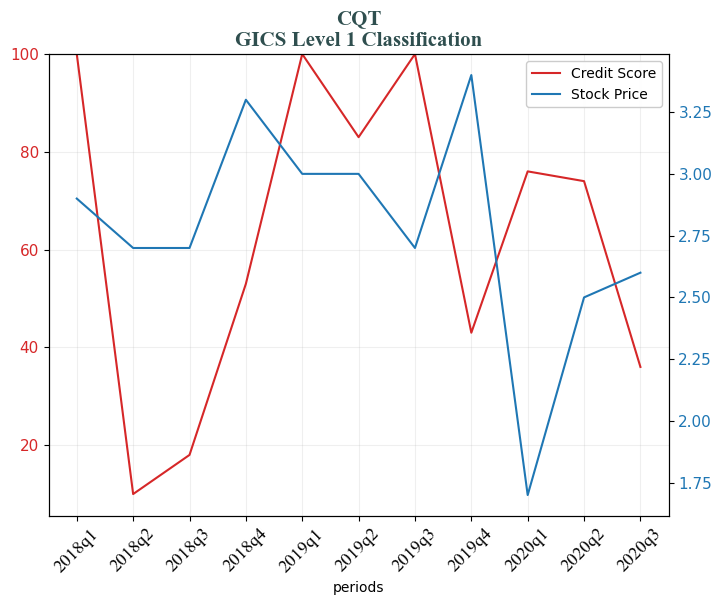 CQT
GICS Level 1 Classification
100
80
60
40
20
Credit Score
Stock Price
3.25
3.00
2.75
2.50
2.25
2.00
1.75
2018q1
2018q2
2018q3
2018q4
2019q1
2019q2
2019q3
2019q4
2020q1
2020q2
2020q3
periods